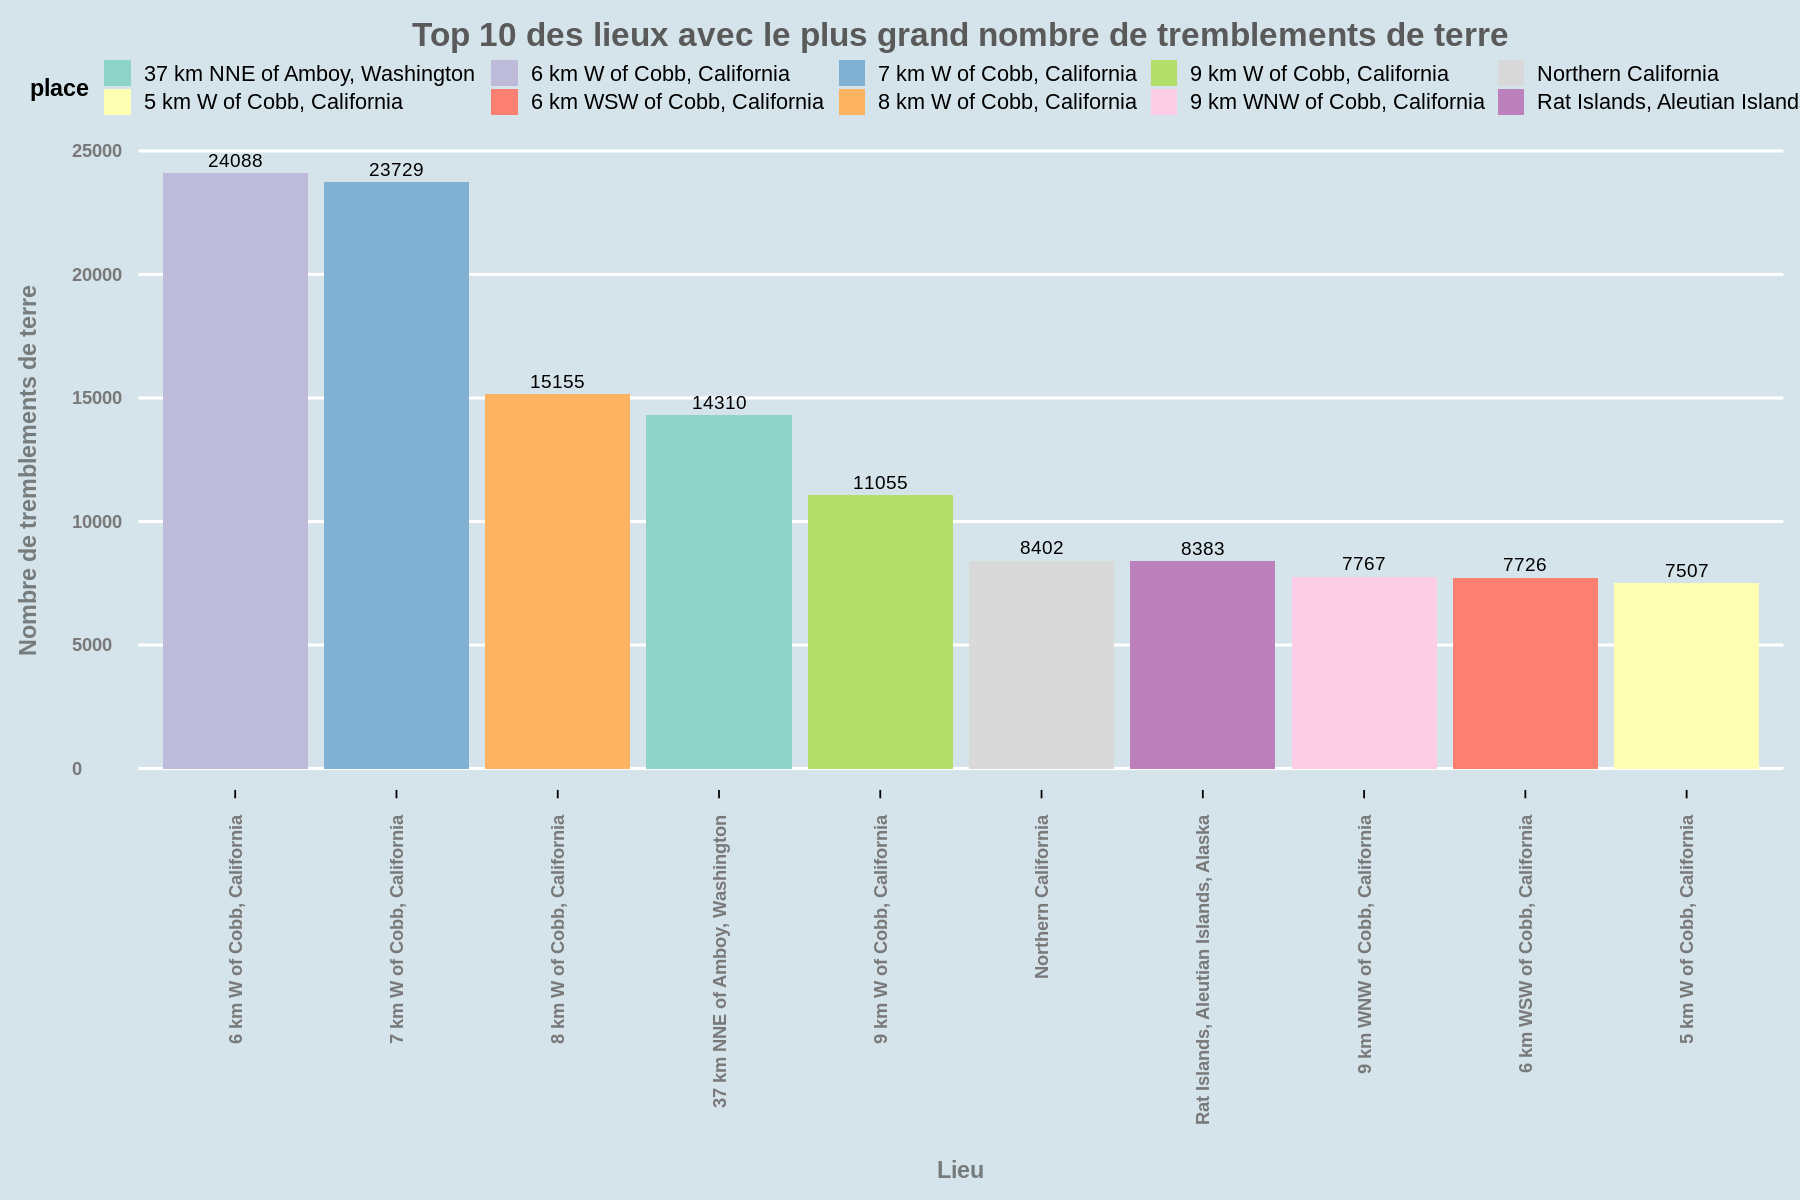 Top 10 des lieux avec le plus grand nombre de tremblements de terre
place
37 km NNE of Amboy, Washington
6 km W of Cobb, California
7 km W of Cobb, California
9 km W of Cobb, California
Northern California
5 km W of Cobb, California
6 km WSW of Cobb, California
8 km W of Cobb, California
9 km WNW of Cobb, California
Rat Islands, Aleutian Island
Nombre de tremblements de terre
25000
20000
15000
10000
5000
0
24088
23729
15155
14310
11055
8402
8383
7767
7726
7507
6 km W of Cobb, California
7 km W of Cobb, California
8 km W of Cobb, California
37 km NNE of Amboy, Washington
9 km W of Cobb, California
Northern California
Rat Islands, Aleutian Islands, Alaska
9 km WNW of Cobb, California
6 km WSW of Cobb, California
5 km W of Cobb, California
Lieu